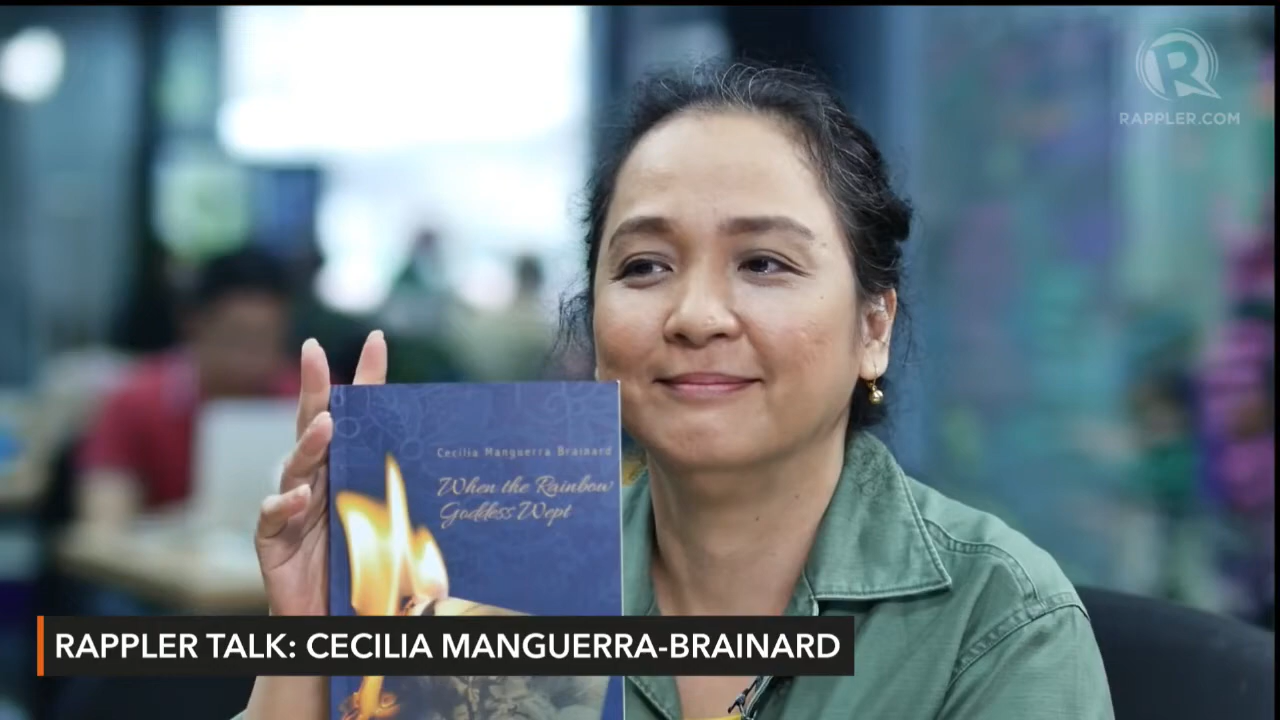 R
RAPPLER.COM
Cecilia Manguerra Brainard
When the Rainbow
Goddess Wept
RAPPLER TALK: CECILIA MANGUERRA-BRAINARD